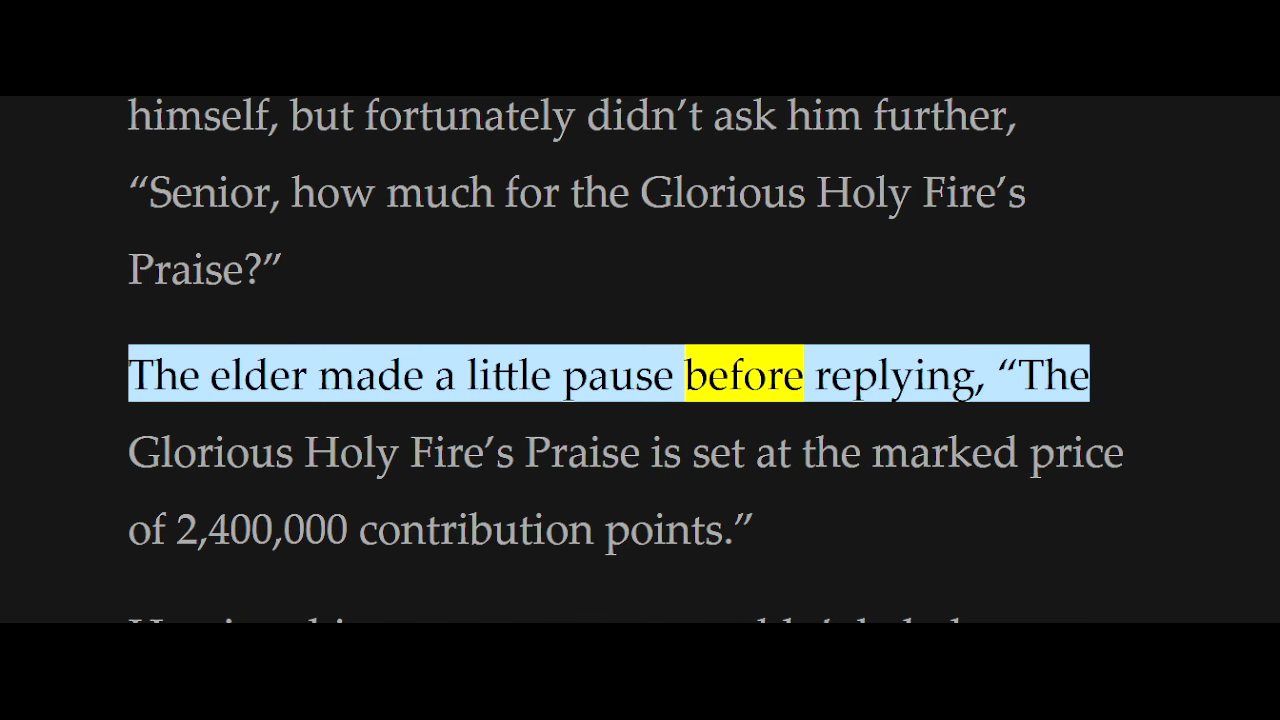 himself, but fortunately didn’t ask him further,
“Senior, how much for the Glorious Holy Fire’s
Praise?”
The elder made a little pause before replying, “The
Glorious Holy Fire’s Praise is set at the marked price
of 2,400,000 contribution points.”